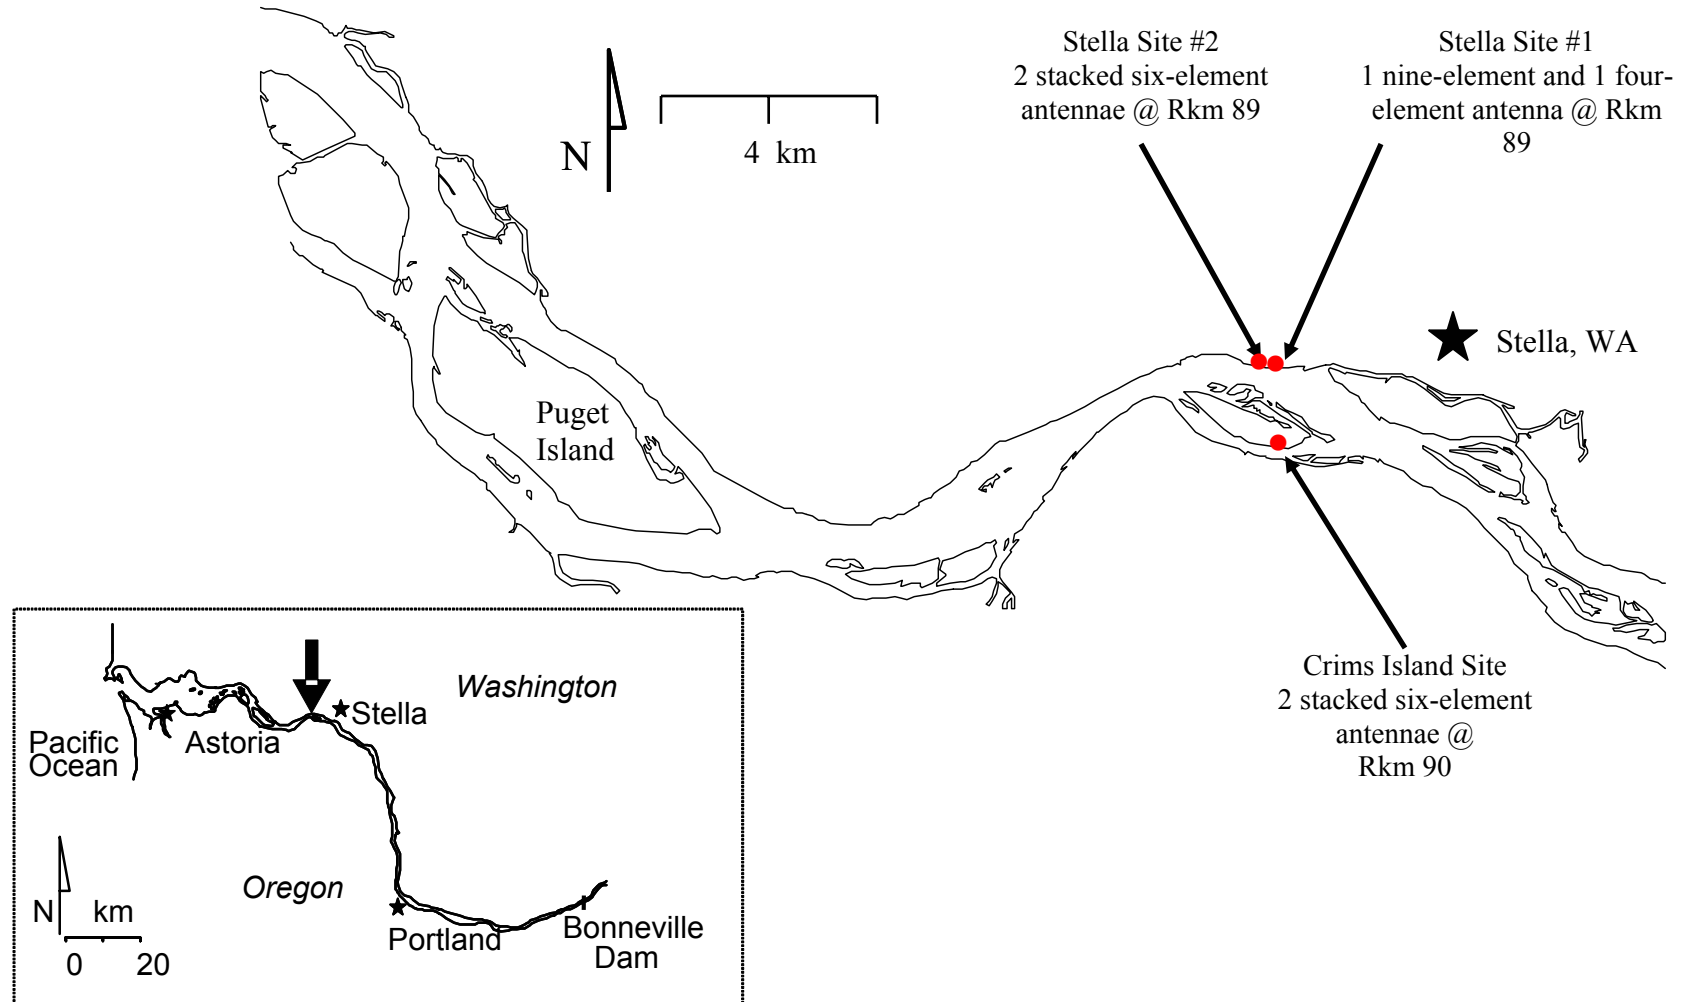 Stella Site #2
2 stacked six-element
antennae @ Rkm 89
Stella Site #1
1 nine-element and 1 four-
element antenna @ Rkm
89
N
4 km
Stella, WA
Puget
Island
Crims Island Site
2 stacked six-element
antennae @
Rkm 90
Washington
Stella
Astoria
Pacific
Ocean
Oregon
N
km
0 20
Portland
Bonneville
Dam